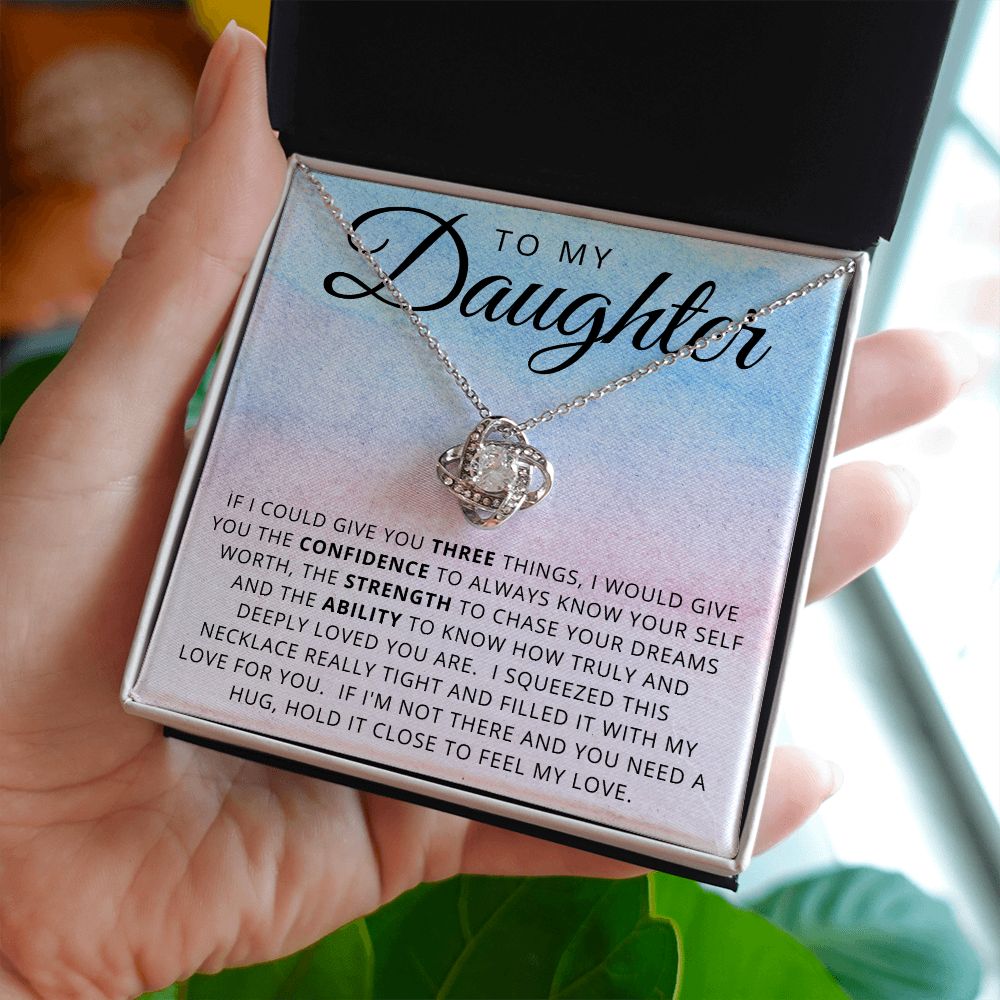 TO MY
Daughter
IF I COULD GIVE YOU THREE THINGS, I WOULD GIVE
YOU THE CONFIDENCE TO ALWAYS KNOW YOUR SELF
WORTH, THE STRENGTH TO CHASE YOUR DREAMS
AND THE ABILITY TO KNOW HOW TRULY AND
DEEPLY LOVED YOU ARE. I SQUEEZED THIS
NECKLACE REALLY TIGHT AND FILLED IT WITH MY
LOVE FOR YOU. IF I'M NOT THERE AND YOU NEED A
HUG, HOLD IT CLOSE TO FEEL MY LOVE.